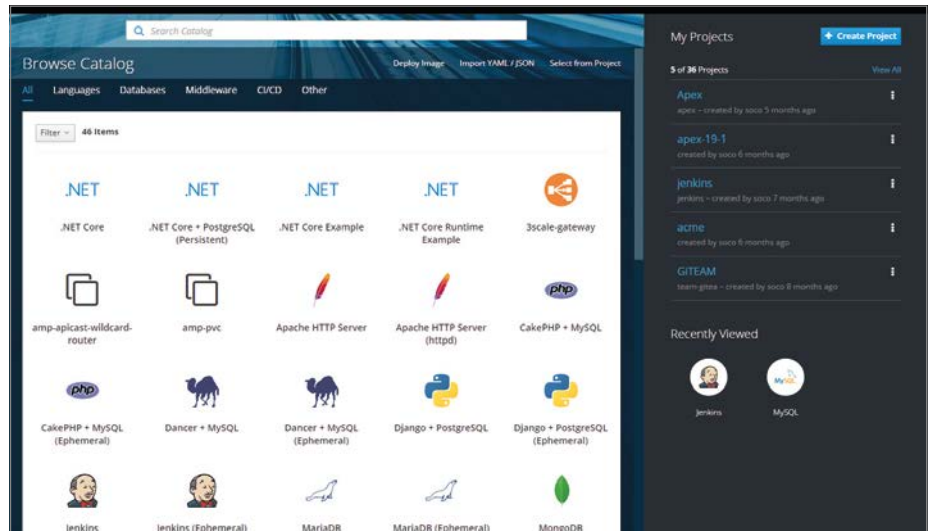 Search Catalog
Browse Catalog
Deploy Image Import YAML / JSON Select from Project
All Languages Databases Middleware CI/CD Other
Filter 46 Items
.NET .NET .NET .NET
.NET Core .NET Core + PostgreSQL (Persistent) .NET Core Example .NET Core Runtime Example 3scale-gateway
php
amp-apicast-wildcard-router amp-pvc Apache HTTP Server Apache HTTP Server (httpd) CakePHP + MySQL
php
CakePHP + MySQL (Ephemeral) Dancer + MySQL Dancer + MySQL (Ephemeral) Django + PostgreSQL Django + PostgreSQL (Ephemeral)
Jenkins Jenkins (Ephemeral) MariaDB MariaDB (Ephemeral) MongoDB
My Projects
+ Create Project
5 of 36 Projects View All
Apex
apex – created by soco 5 months ago
apex-19-1
created by soco 6 months ago
jenkins
jenkins – created by soco 7 months ago
acme
created by soco 6 months ago
GITEAM
team-gitea – created by soco 8 months ago
Recently Viewed
MySQL
Jenkins MySQL